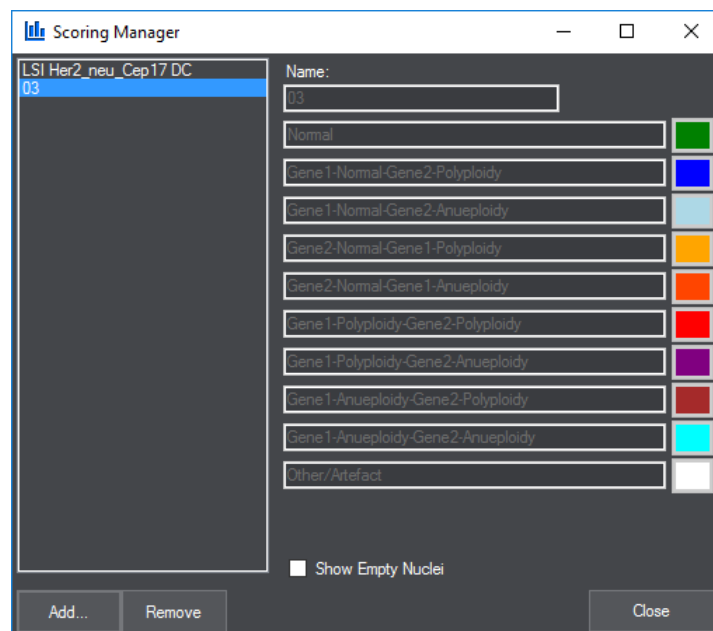 Scoring Manager
LSI Her2_neu_Cep17 DC
03
Name:
03
Normal
Gene1-Normal-Gene2-Polyploidy
Gene1-Normal-Gene2-Anueploidy
Gene2-Normal-Gene1-Polyploidy
Gene2-Normal-Gene1-Anueploidy
Gene1-Polyploidy-Gene2-Polyploidy
Gene1-Polyploidy-Gene2-Anueploidy
Gene1-Anueploidy-Gene2-Polyploidy
Gene1-Anueploidy-Gene2-Anueploidy
Other/Artefact
Show Empty Nuclei
Add...
Remove
Close